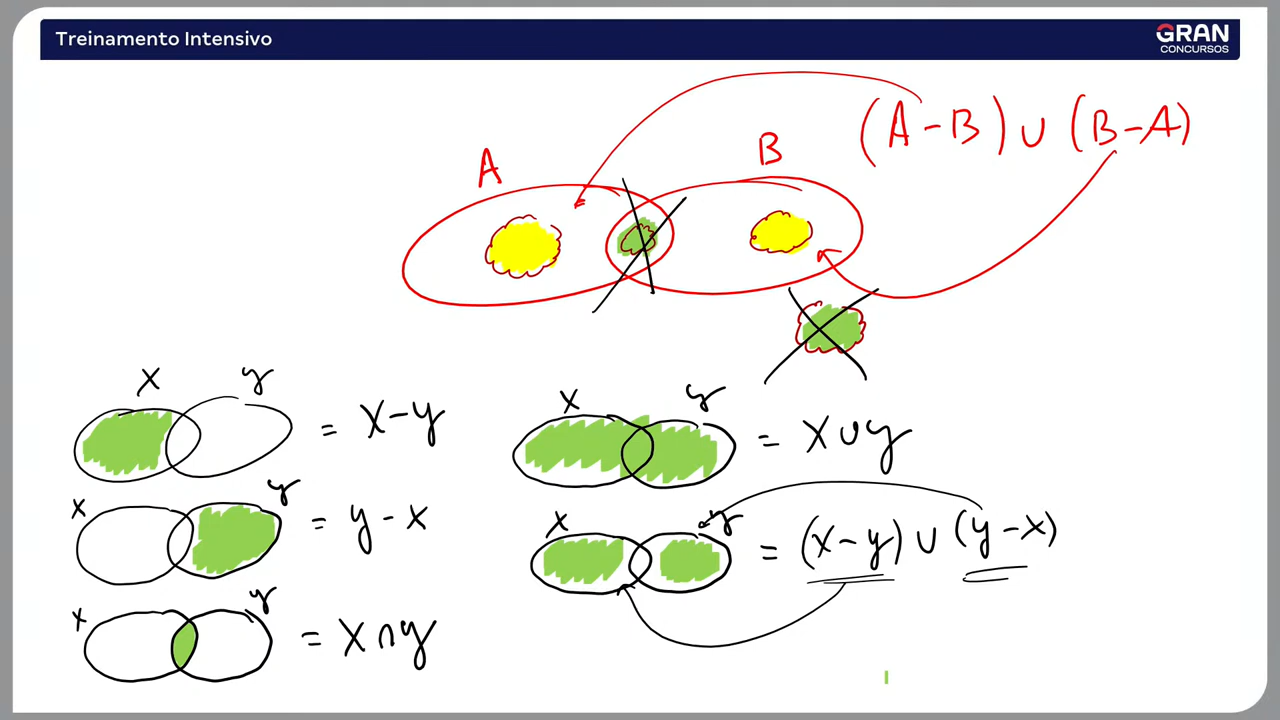 Treinamento Intensivo
GRAN
CONCURSOS
(A-B) ∪ (B-A)
A
B
x y = x-y
x y = x∪y
x y = y-x
x y = (x-y) ∪ (y-x)
x y = x∩y